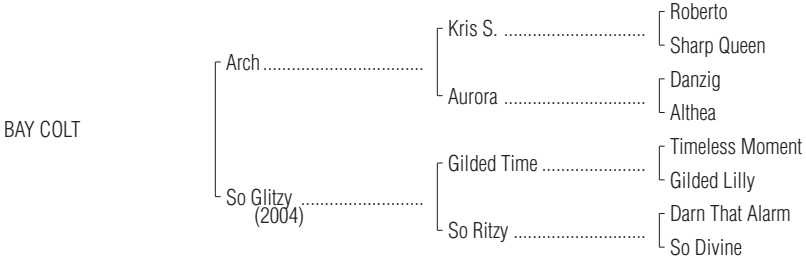 Roberto
Kris S. ..............................
Sharp Queen
Arch..................................
Danzig
Aurora ..............................
Althea
BAY COLT
Timeless Moment
Gilded Time ......................
Gilded Lilly
So Glitzy ..........................
(2004)
Darn That Alarm
So Ritzy ............................
So Divine